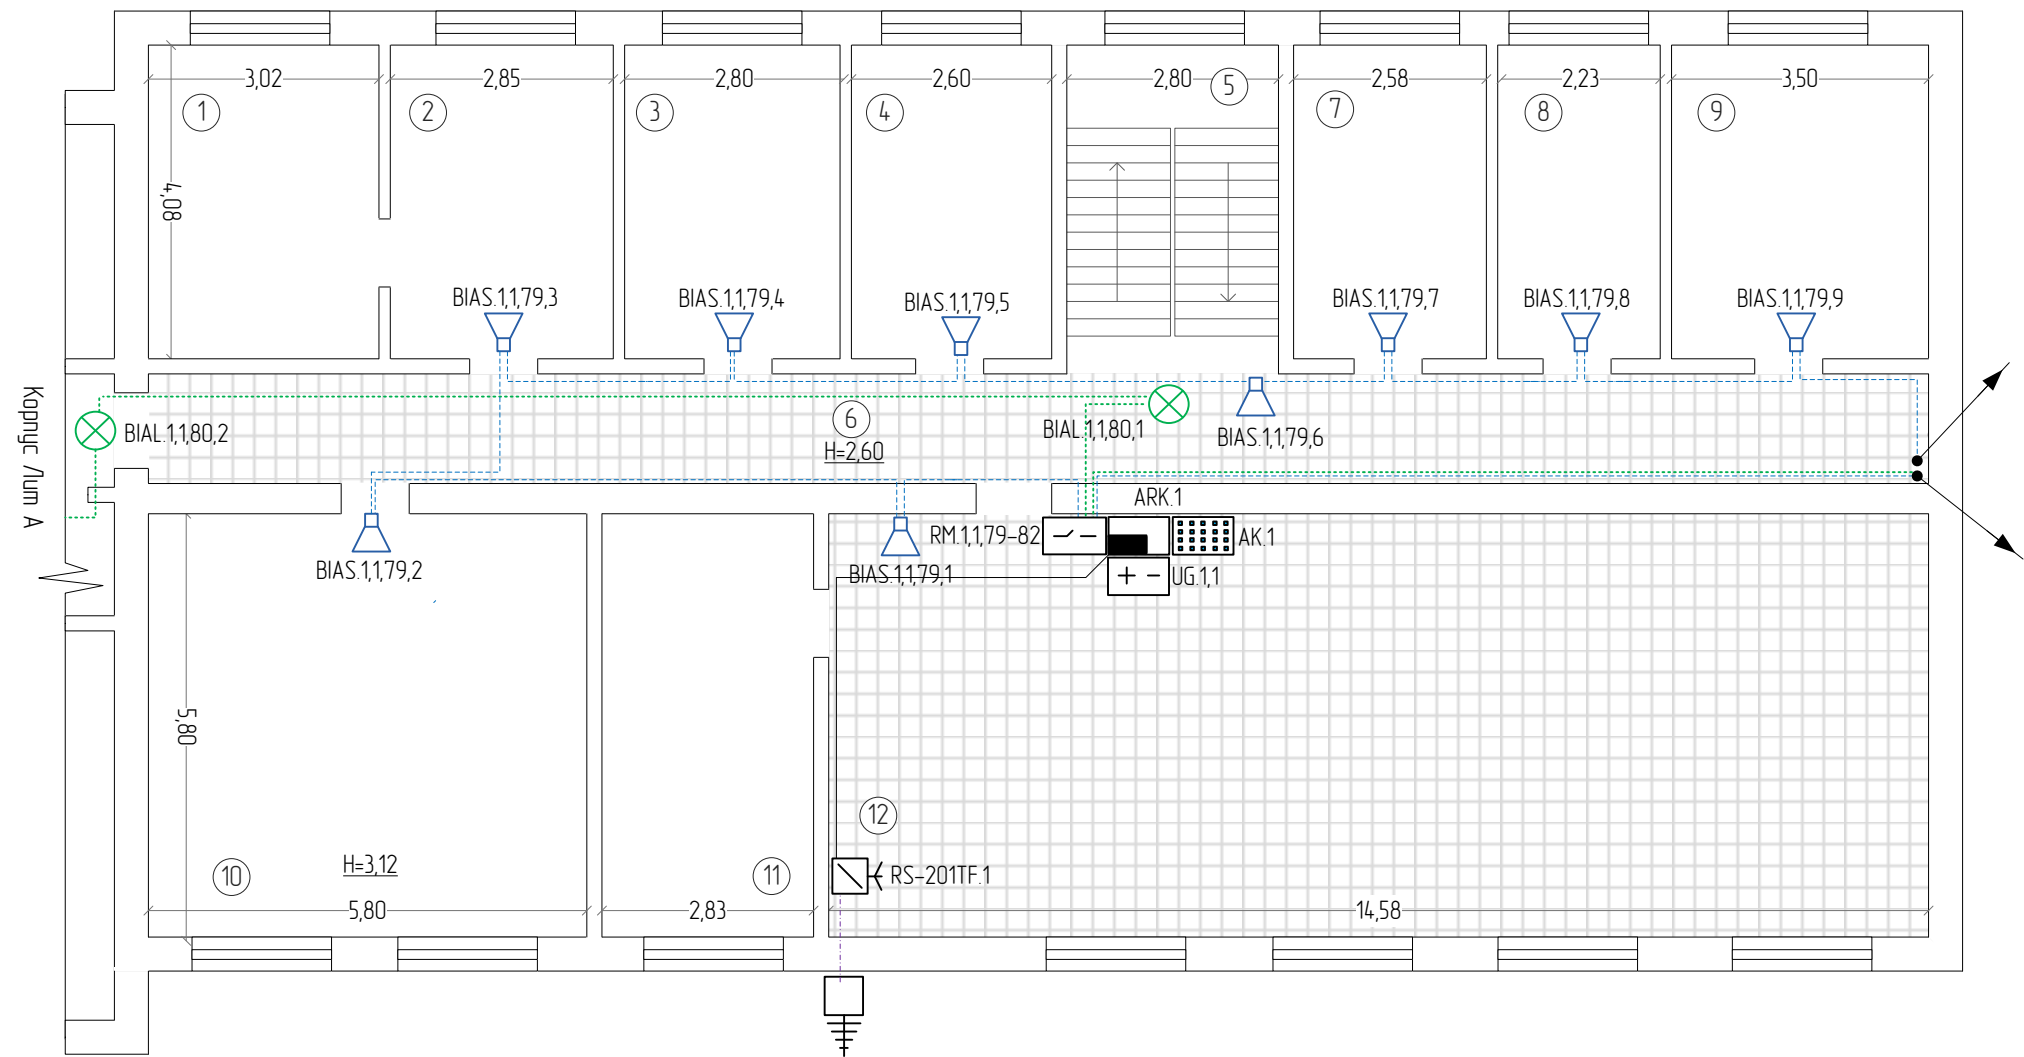 3,02
2,85
2,80
2,60
2,80
5
2,58
2,23
3,50
1
2
3
4
7
8
9
4,08
BIAS.1,1,79,3
BIAS.1,1,79,4
BIAS.1,1,79,5
BIAS.1,1,79,7
BIAS.1,1,79,8
BIAS.1,1,79,9
Корпус Лит А
BIAL.1,1,80,2
6
H=2,60
BIAL.1,1,80,1
BIAS.1,1,79,6
ARK.1
RM.1,1,79-82
AK.1
BIAS.1,1,79,2
BIAS.1,1,79,1
UG.1,1
5,80
12
H=3,12
10
11
RS-201TF.1
5,80
2,83
14,58